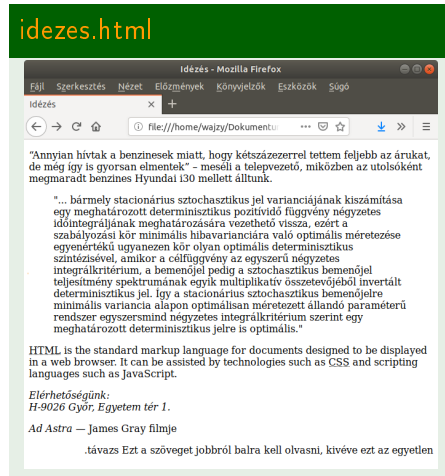 idezes.html
Idézés - Mozilla Firefox
Fájl Szerkesztés Nézet Előzmények Könyvjelzők Eszközök Súgó
Idézés × +
file:///home/wajzy/Dokumentu
“Annyian hívtak a benzinesek miatt, hogy kétszázezerrel tettem feljebb az árukat,
de még így is gyorsan elmentek” – meséli a telepvezető, miközben az utolsóként
megmaradt benzines Hyundai i30 mellett álltunk.
"... bármely stacionárius sztochasztikus jel varianciájának kiszámítása
egy meghatározott determinisztikus pozitívidő függvény négyzetes
időintegráljának meghatározására vezethető vissza, ezért a
szabályozási kör minimális hibavarianciára való optimális méretezése
egyenértékű ugyanezen kör olyan optimális determinisztikus
szintézisével, amikor a célfüggvény az egyszerű négyzetes
integrálkritérium, a bemenőjel pedig a sztochasztikus bemenőjel
teljesítmény spektrumának egyik multiplikatív összetevőjéből invertált
determinisztikus jel. Így a stacionárius sztochasztikus bemenőjelre
minimális variancia alapon optimálisan méretezett állandó paraméterű
rendszer egyszersmind négyzetes integrálkritérium szerint egy
meghatározott determinisztikus jelre is optimális."
HTML is the standard markup language for documents designed to be displayed
in a web browser. It can be assisted by technologies such as CSS and scripting
languages such as JavaScript.
Elérhetőségünk:
H-9026 Győr, Egyetem tér 1.
Ad Astra — James Gray filmje
.távazs Ezt a szöveget jobbról balra kell olvasni, kivéve ezt az egyetlen